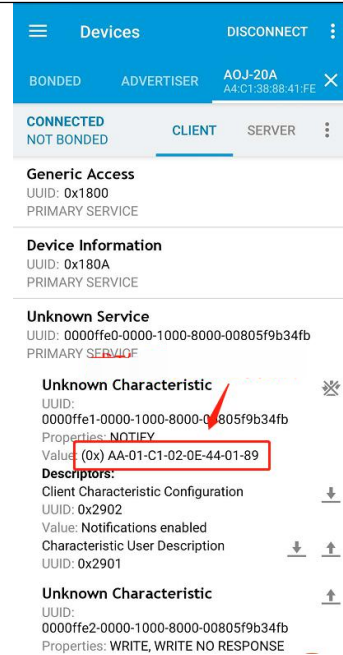 Devices
DISCONNECT
BONDED
ADVERTISER
AOJ-20A
A4:C1:38:88:41:FE
CONNECTED
NOT BONDED
CLIENT
SERVER
Generic Access
UUID: 0x1800
PRIMARY SERVICE
Device Information
UUID: 0x180A
PRIMARY SERVICE
Unknown Service
UUID: 0000ffe0-0000-1000-8000-00805f9b34fb
PRIMARY SERVICE
Unknown Characteristic
UUID:
0000ffe1-0000-1000-8000-00805f9b34fb
Properties: NOTIFY
Value: (0x) AA-01-C1-02-0E-44-01-89
Descriptors:
Client Characteristic Configuration
UUID: 0x2902
Value: Notifications enabled
Characteristic User Description
UUID: 0x2901
Unknown Characteristic
UUID:
0000ffe2-0000-1000-8000-00805f9b34fb
Properties: WRITE, WRITE NO RESPONSE